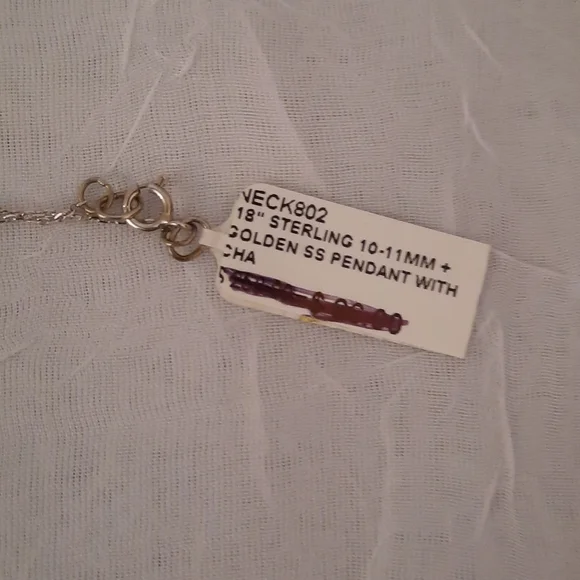 NECK802
18" STERLING 10-11MM +
GOLDEN SS PENDANT WITH
CHA